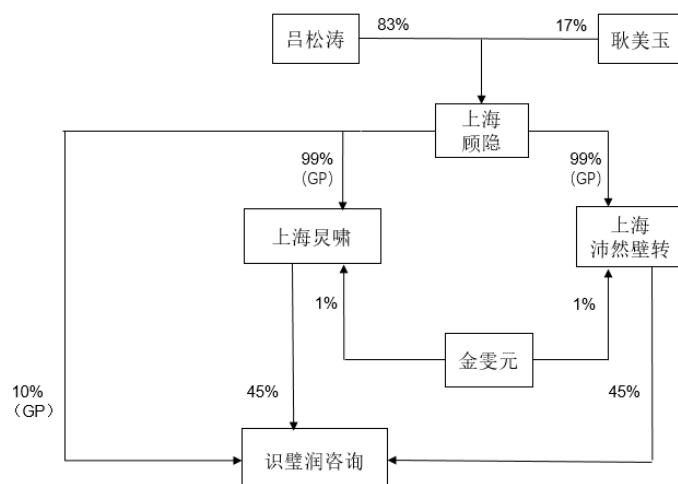 吕松涛
83%
17%
耿美玉
上海
顾隐
99%
(GP)
99%
(GP)
上海炅啸
上海
沛然壁转
1%
1%
金雯元
10%
（GP）
45%
45%
识璧润咨询